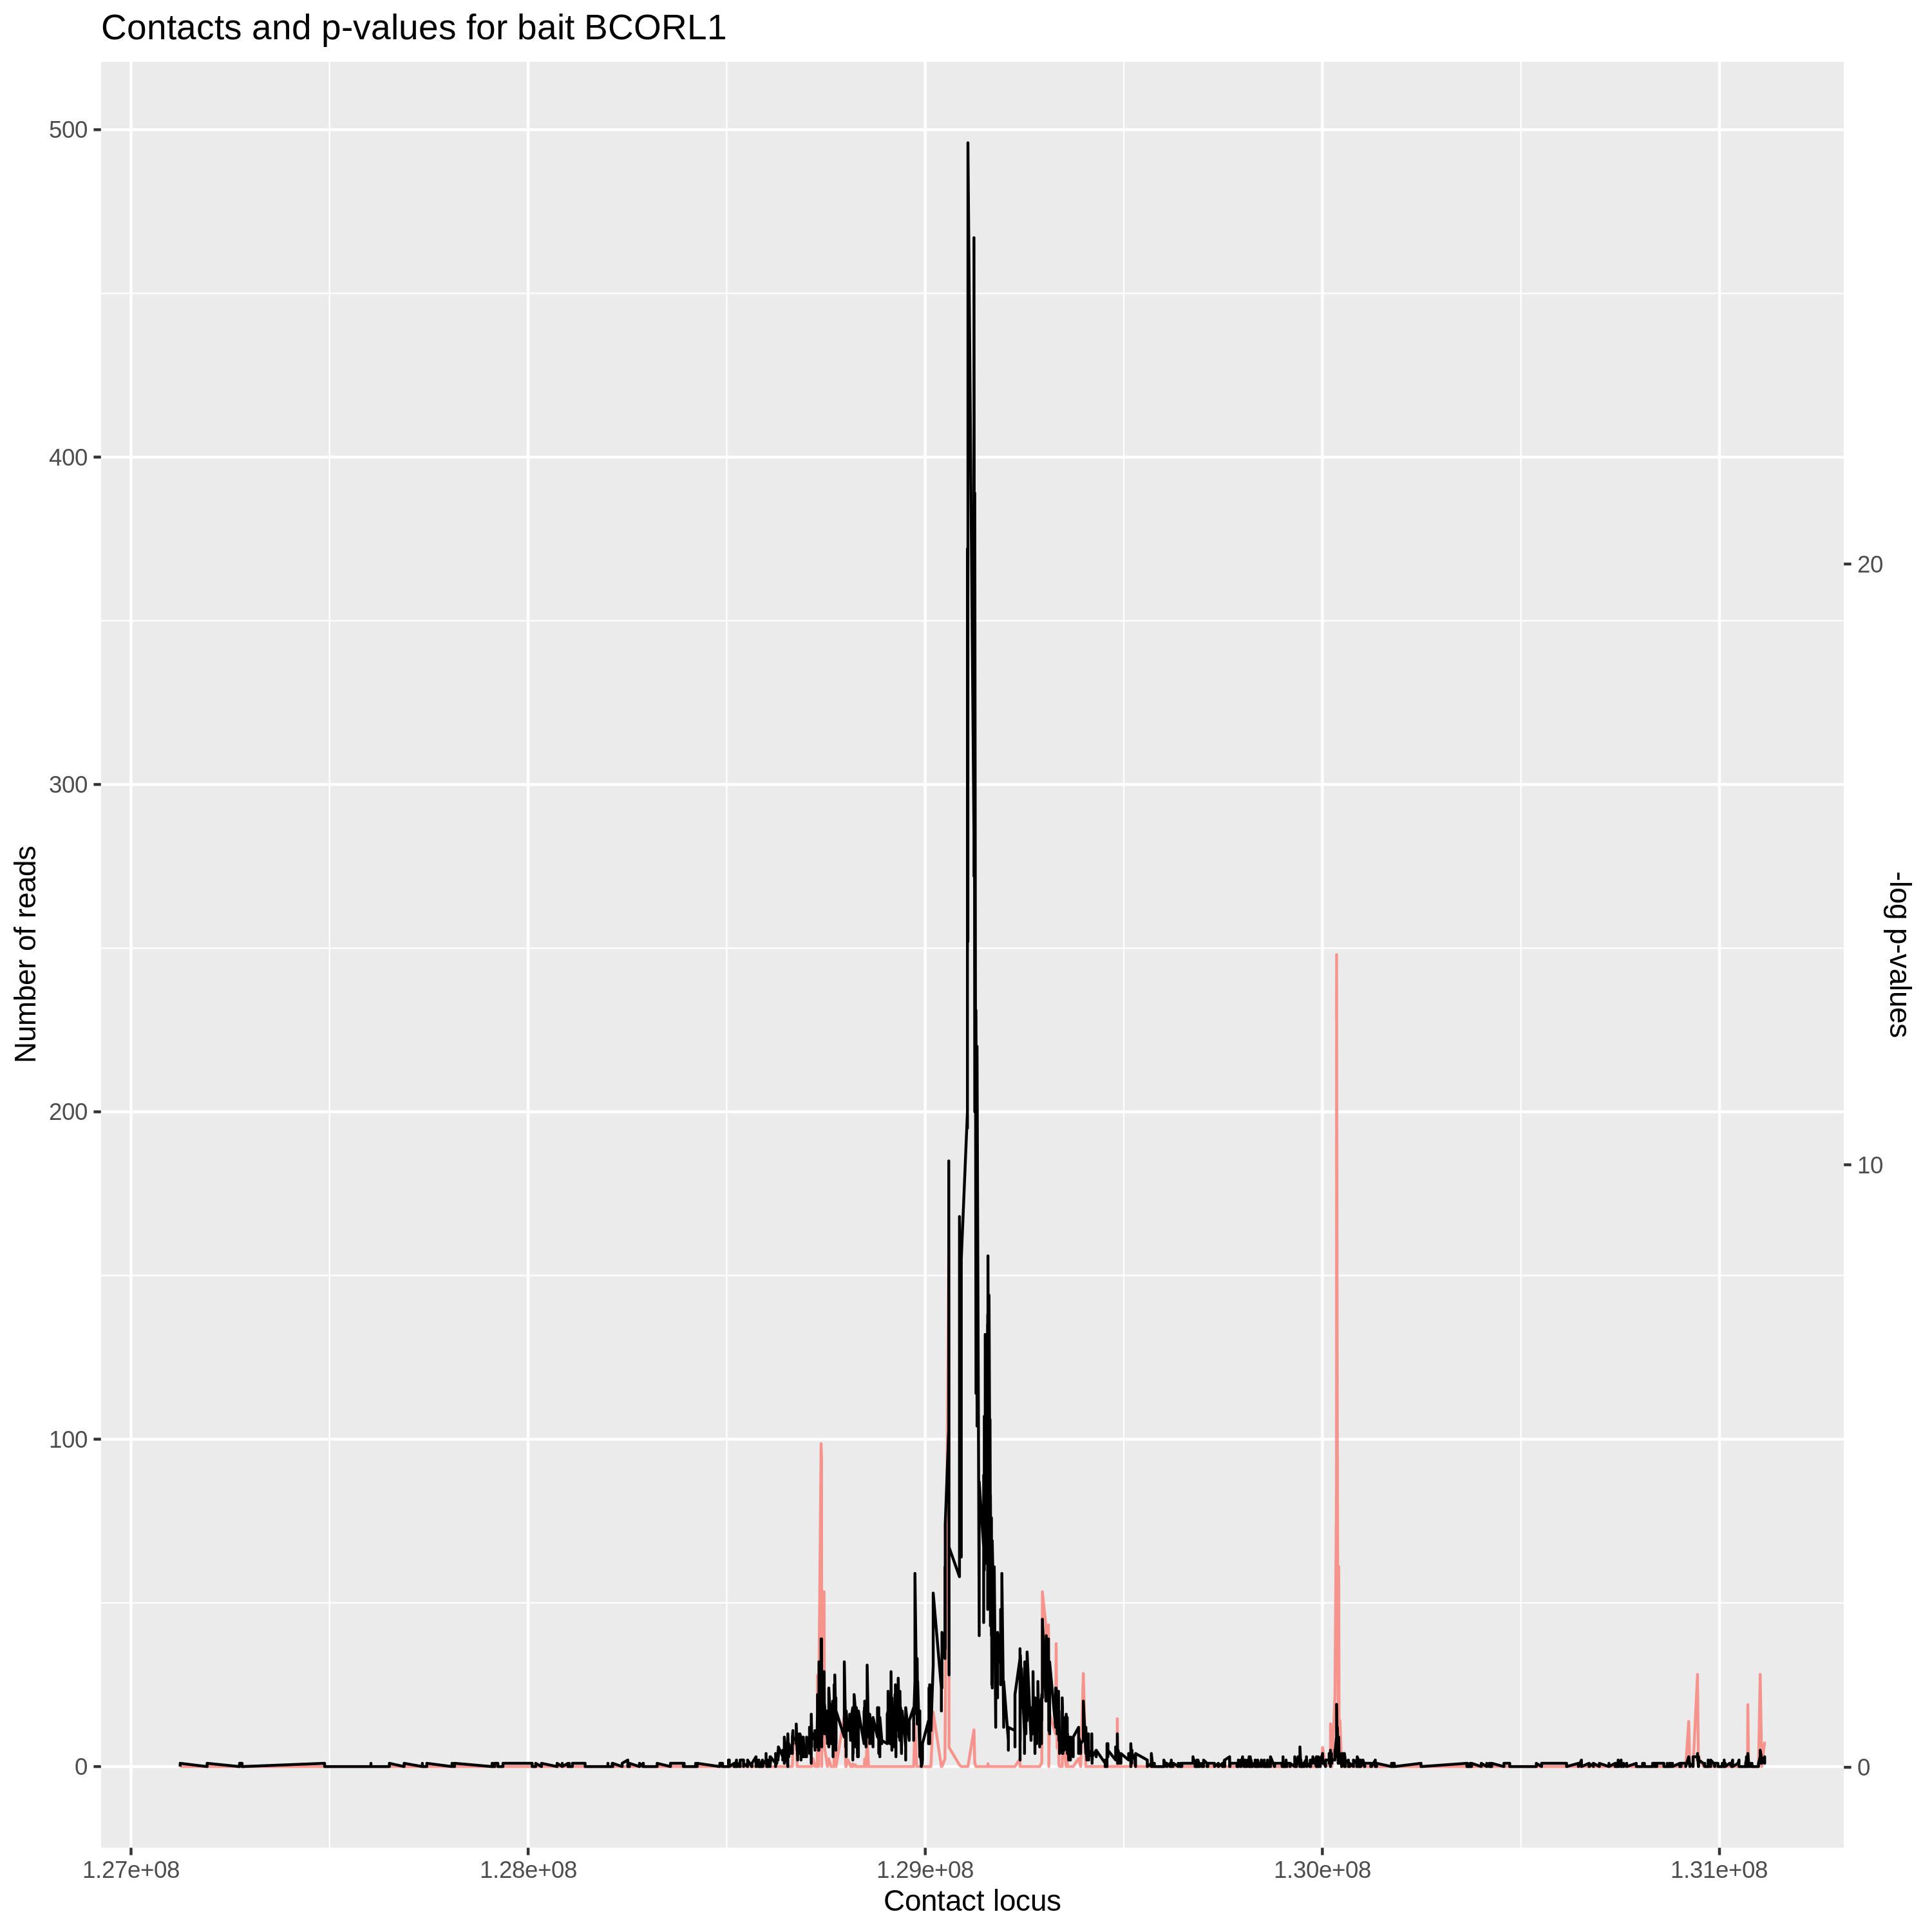 Contacts and p-values for bait BCORL1
500
400
300
200
100
0
Number of reads
20
10
0
-log p-values
1.27e+08
1.28e+08
1.29e+08
1.30e+08
1.31e+08
Contact locus